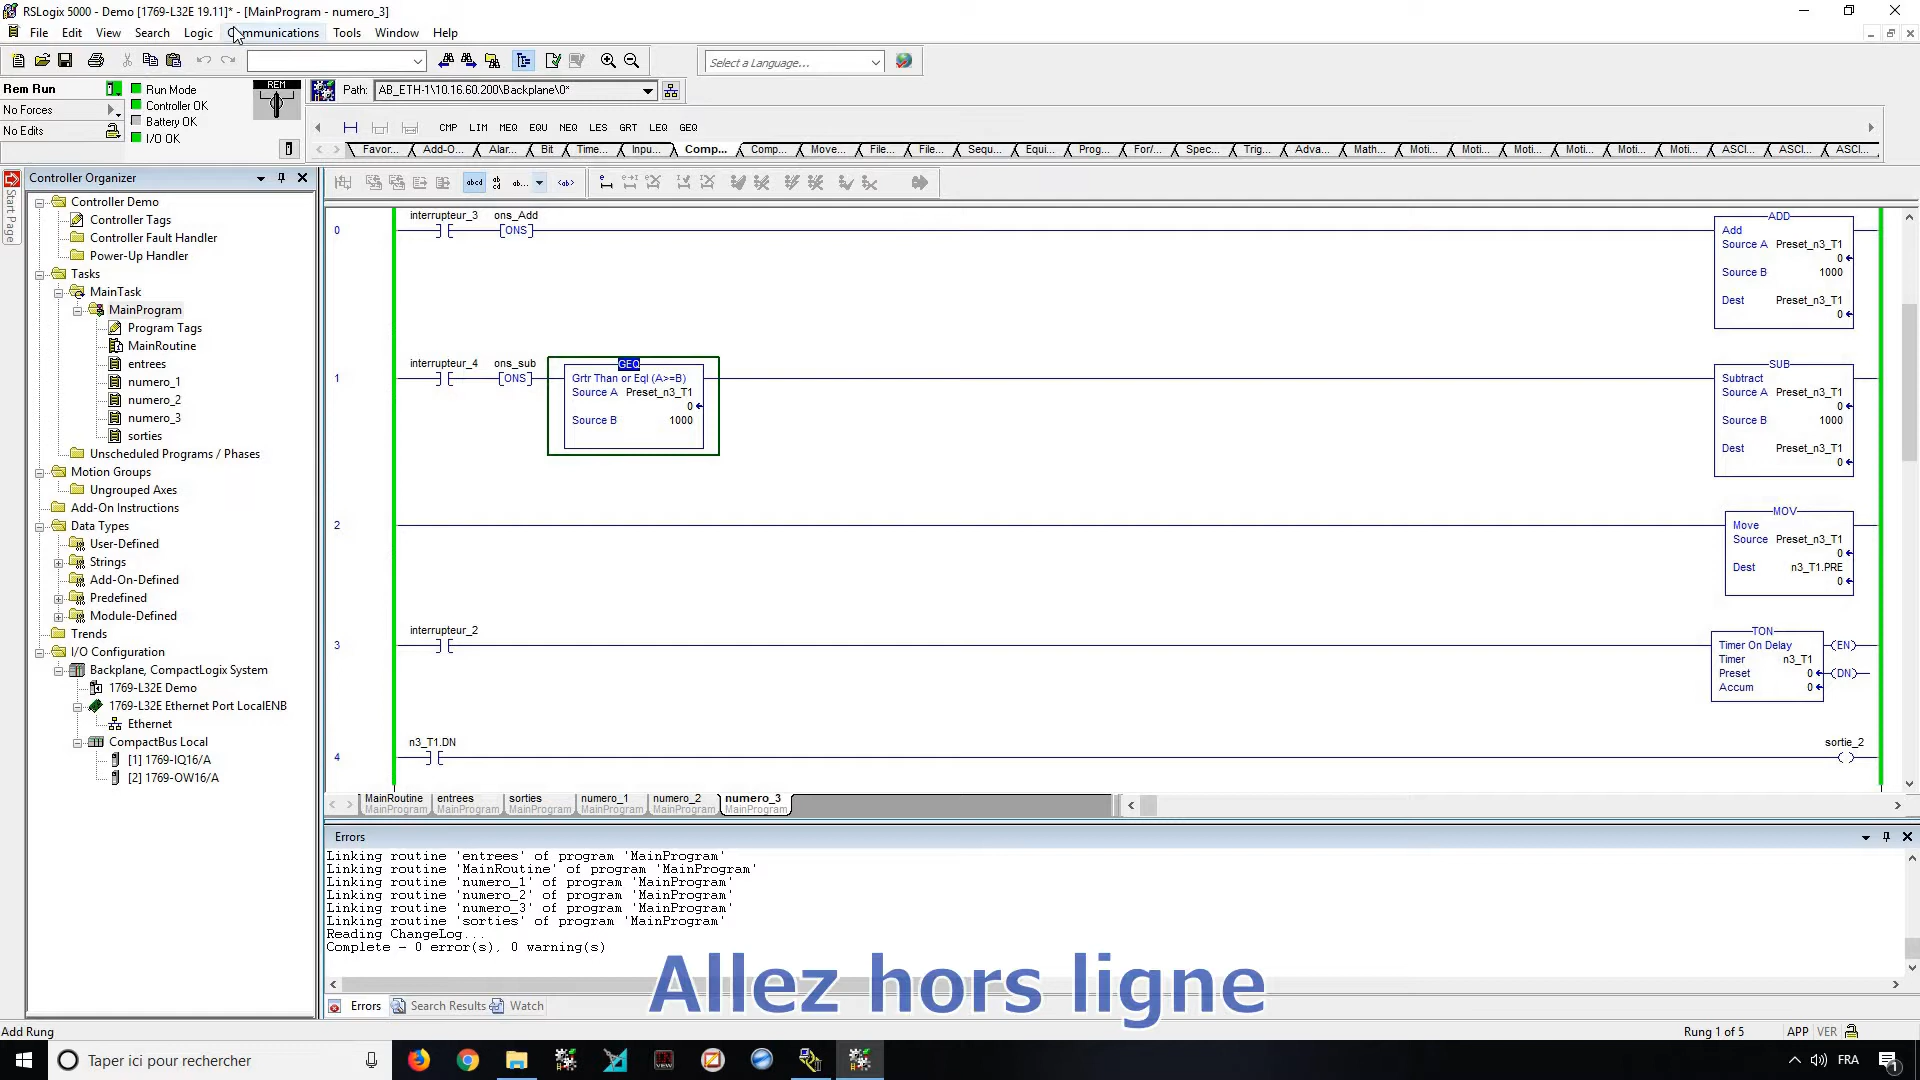 RSLogix 5000 - Demo [1769-L32E 19.11]* - [MainProgram - numero_3]
File Edit View Search Logic Communications Tools Window Help
Select a Language...
Rem Run Run Mode REM Path: AB_ETH-1\10.16.60.200\Backplane\0*
No Forces Controller OK
Battery OK
No Edits I/O OK
CMP LIM MEQ EQU NEQ LES GRT LEQ GEQ
Favor... Add-O... Alar... Bit Time... Inpu... Comp... Comp... Move... File... File... Sequ... Equi... Prog... For/... Spec... Trig... Adva... Math... Moti... Moti... Moti... Moti... Moti... Moti... ASCI... ASCI... ASCI...
Start Page
Controller Organizer
Controller Demo
Controller Tags
Controller Fault Handler
Power-Up Handler
Tasks
MainTask
MainProgram
Program Tags
MainRoutine
entrees
numero_1
numero_2
numero_3
sorties
Unscheduled Programs / Phases
Motion Groups
Ungrouped Axes
Add-On Instructions
Data Types
User-Defined
Strings
Add-On-Defined
Predefined
Module-Defined
Trends
I/O Configuration
Backplane, CompactLogix System
1769-L32E Demo
1769-L32E Ethernet Port LocalENB
Ethernet
CompactBus Local
[1] 1769-IQ16/A
[2] 1769-OW16/A
0
interrupteur_3 ons_Add
ONS
ADD
Add
Source A Preset_n3_T1
0
Source B 1000
Dest Preset_n3_T1
0
1
interrupteur_4 ons_sub
ONS
GEQ
Grtr Than or Eql (A>=B)
Source A Preset_n3_T1
0
Source B 1000
SUB
Subtract
Source A Preset_n3_T1
0
Source B 1000
Dest Preset_n3_T1
0
2
MOV
Move
Source Preset_n3_T1
0
Dest n3_T1.PRE
0
3
interrupteur_2
TON
Timer On Delay EN
Timer n3_T1
Preset 0 DN
Accum 0
4
n3_T1.DN
sortie_2
MainRoutine entrees sorties numero_1 numero_2 numero_3
MainProgram MainProgram MainProgram MainProgram MainProgram MainProgram
Errors
Linking routine 'entrees' of program 'MainProgram'
Linking routine 'MainRoutine' of program 'MainProgram'
Linking routine 'numero_1' of program 'MainProgram'
Linking routine 'numero_2' of program 'MainProgram'
Linking routine 'numero_3' of program 'MainProgram'
Linking routine 'sorties' of program 'MainProgram'
Reading ChangeLog...
Complete - 0 error(s), 0 warning(s)
Allez hors ligne
Errors Search Results Watch
Add Rung
Rung 1 of 5 APP VER
Taper ici pour rechercher
FRA